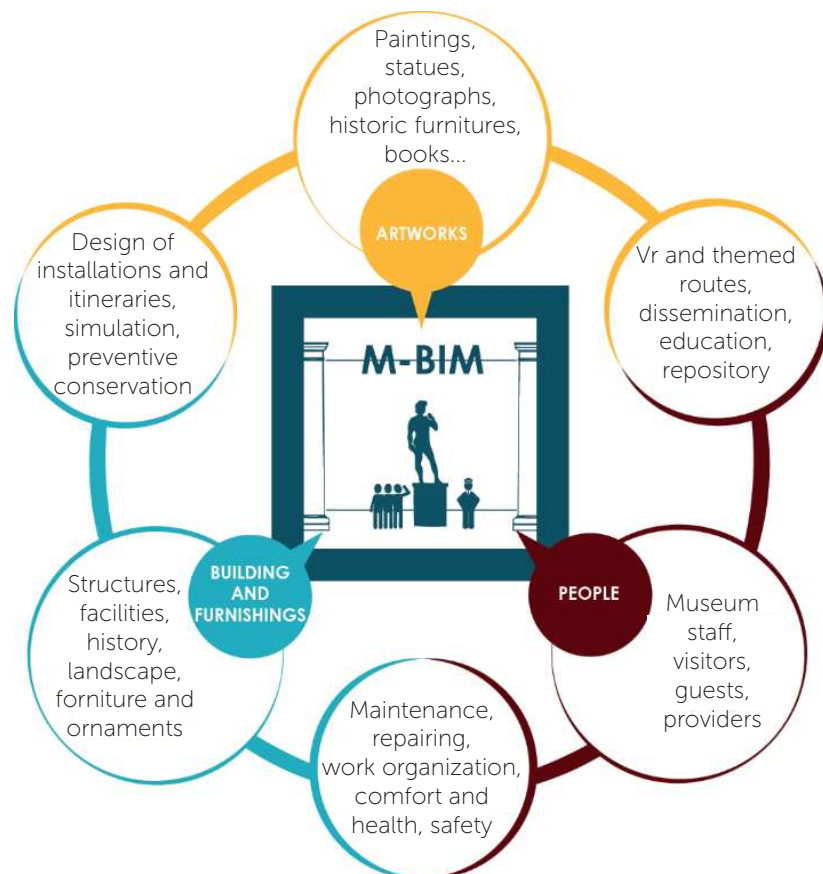 Paintings,
statues,
photographs,
historic furnitures,
books...
ARTWORKS
Design of
installations and
itineraries,
simulation,
preventive
conservation
Vr and themed
routes,
dissemination,
education,
repository
M-BIM
Structures,
facilities,
history,
landscape,
forniture and
ornaments
BUILDING
AND
FURNISHINGS
PEOPLE
Museum
staff,
visitors,
guests,
providers
Maintenance,
repairing,
work organization,
comfort and
health, safety